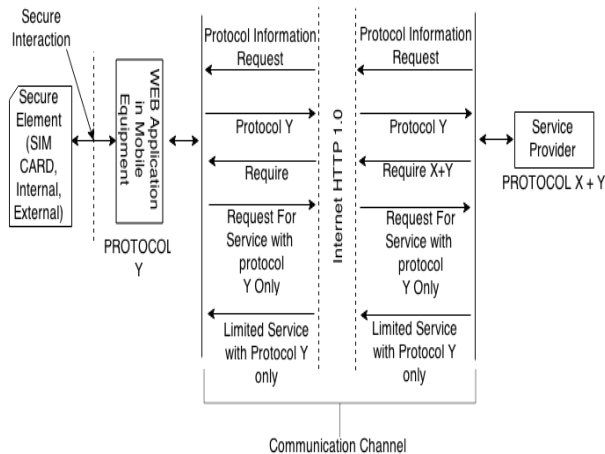 Secure
Interaction
Secure
Element
(SIM
CARD,
Internal,
External)
WEB Application
in Mobile
Equipment
PROTOCOL
Y
Protocol Information
Request
Protocol Y
Require
Request For
Service with
protocol
Y Only
Limited Service
with Protocol Y
only
Internet HTTP 1.0
Protocol Information
Request
Protocol Y
Require X+Y
Request For
Service with
protocol
Y Only
Limited Service
with Protocol Y
only
Service
Provider
PROTOCOL X + Y
Communication Channel